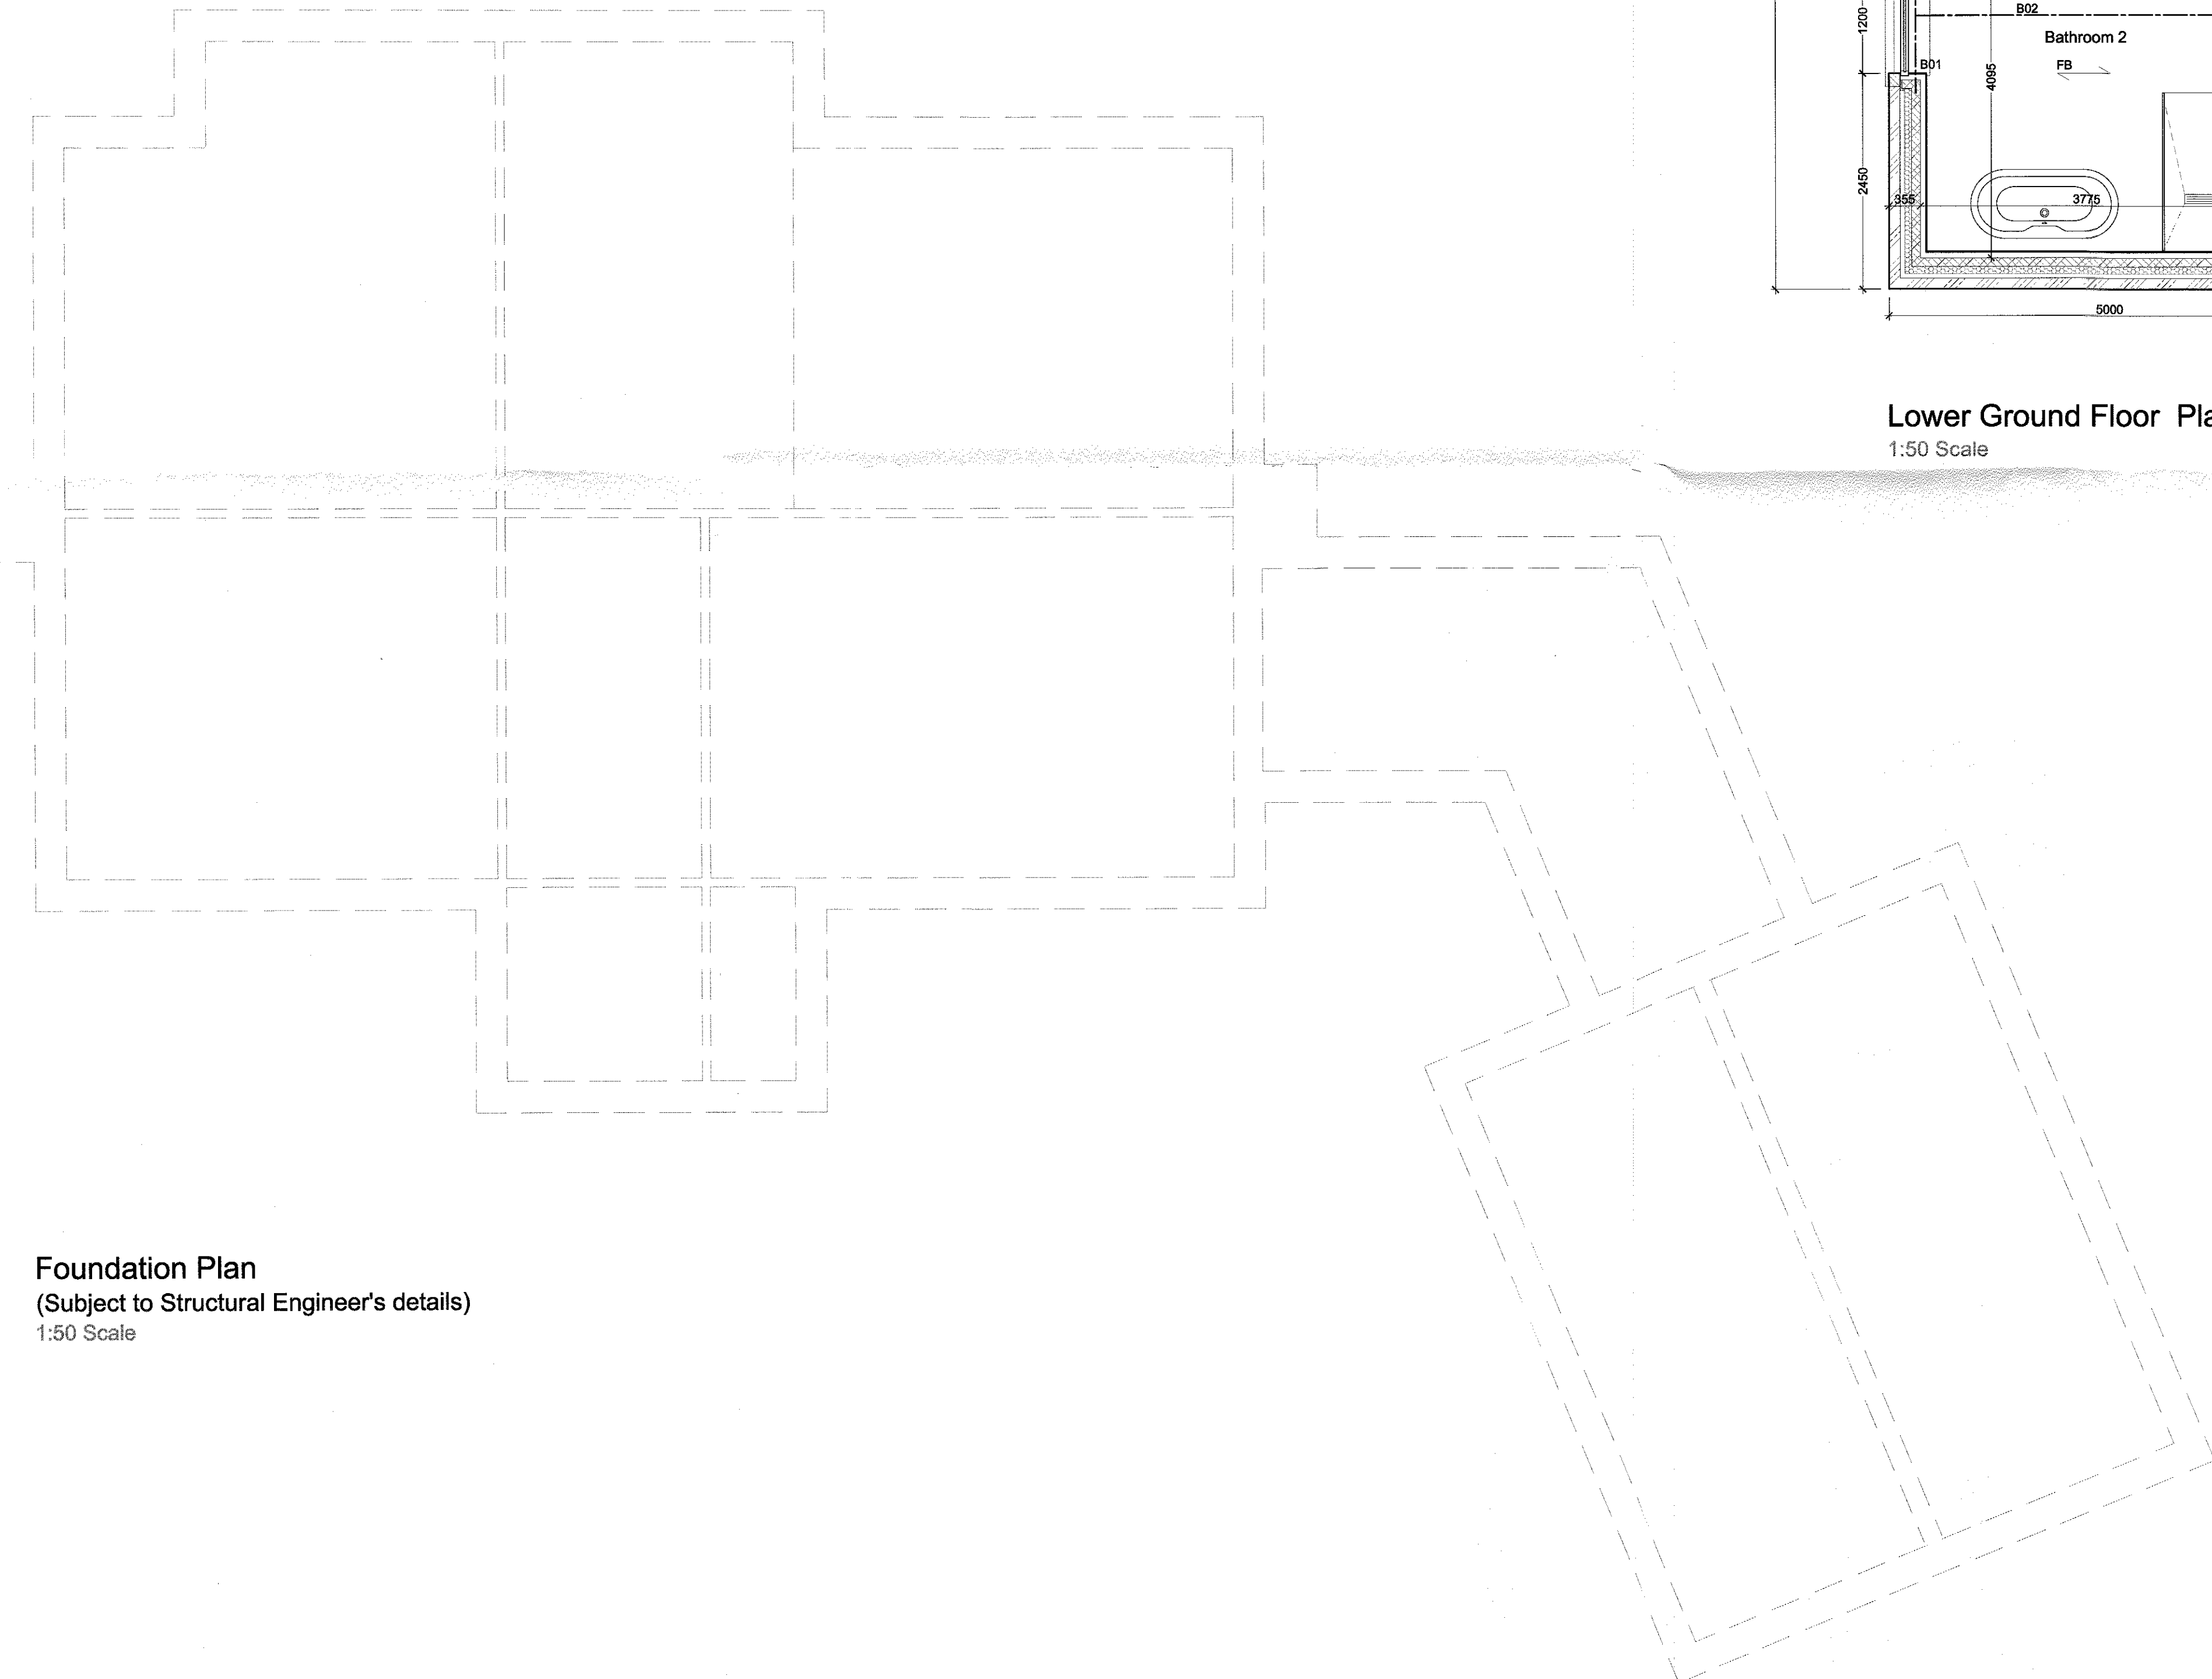 B02
1200
Bathroom 2
FB
B01
4095
2450
355
3775
5000
Lower Ground Floor Pla
1:50 Scale
Foundation Plan
(Subject to Structural Engineer's details)
1:50 Scale